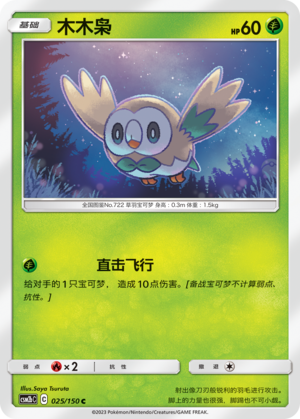 基础 木木枭 HP60
全国图鉴No.722 草羽宝可梦 身高：0.3m 体重：1.5kg
直击飞行
给对手的1只宝可梦，造成10点伤害。[备战宝可梦不计算弱点、
抗性。]
弱点 ×2 抗性 撤退
Illus.Saya Tsuruta
CSM2b C G 025/150 C
射出像刀刃般锐利的羽毛进行攻击。
脚上的力量也很强，脚踢也不可小觑。
©2023 Pokémon/Nintendo/Creatures/GAME FREAK.